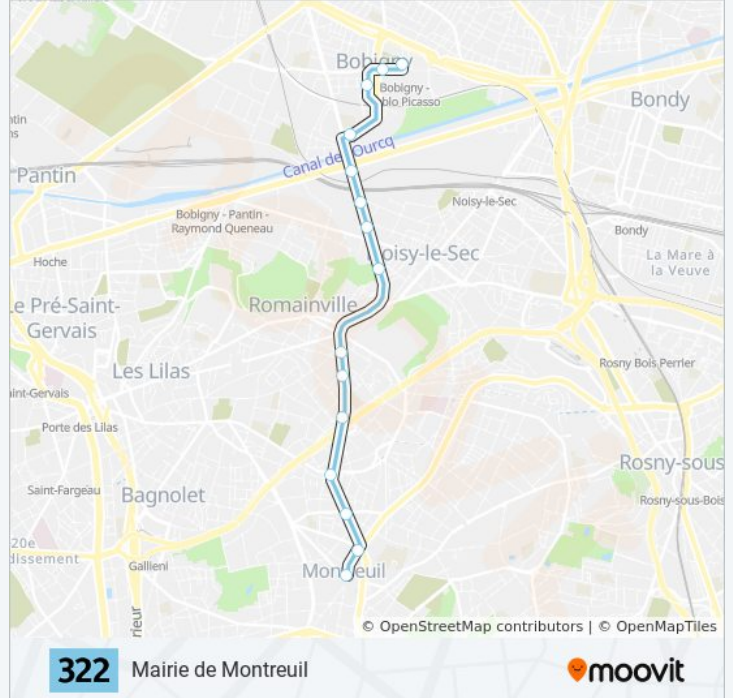 Bobigny
Bobigny -
blo Picasso
Bondy
ntin
ns
Canal de l'Ourcq
Pantin
Noisy-le-Sec
Bobigny - Pantin -
Raymond Queneau
Bondy
Hoche
oisy-le-Sec
La Mare à
la Veuve
Le Pré-Saint-
Gervais
Romainville
Les Lilas
Rosny Bois Perrier
aint-Gervais
Porte des Lilas
Rosny-sous
Saint-Fargeau
Bagnolet
Rosny-sous-Bois
20e
dissement
Gallieni
Montreuil
rieur
© OpenStreetMap contributors | © OpenMapTiles
322 Mairie de Montreuil
moovit